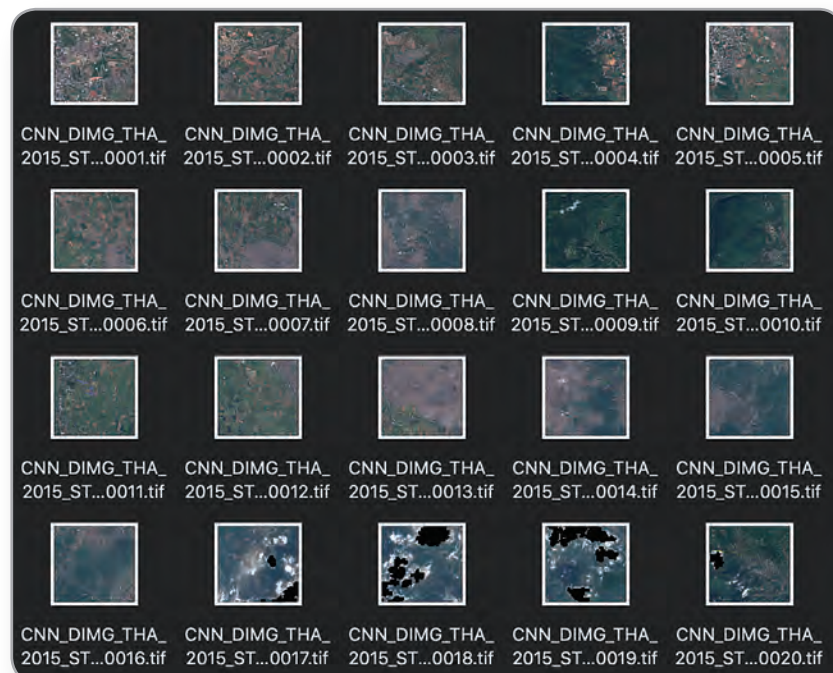 CNN_DIMG_THA_ CNN_DIMG_THA_ CNN_DIMG_THA_ CNN_DIMG_THA_ CNN_DIMG_THA_
2015_ST...0001.tif 2015_ST...0002.tif 2015_ST...0003.tif 2015_ST...0004.tif 2015_ST...0005.tif
CNN_DIMG_THA_ CNN_DIMG_THA_ CNN_DIMG_THA_ CNN_DIMG_THA_ CNN_DIMG_THA_
2015_ST...0006.tif 2015_ST...0007.tif 2015_ST...0008.tif 2015_ST...0009.tif 2015_ST...0010.tif
CNN_DIMG_THA_ CNN_DIMG_THA_ CNN_DIMG_THA_ CNN_DIMG_THA_ CNN_DIMG_THA_
2015_ST...0011.tif 2015_ST...0012.tif 2015_ST...0013.tif 2015_ST...0014.tif 2015_ST...0015.tif
CNN_DIMG_THA_ CNN_DIMG_THA_ CNN_DIMG_THA_ CNN_DIMG_THA_ CNN_DIMG_THA_
2015_ST...0016.tif 2015_ST...0017.tif 2015_ST...0018.tif 2015_ST...0019.tif 2015_ST...0020.tif